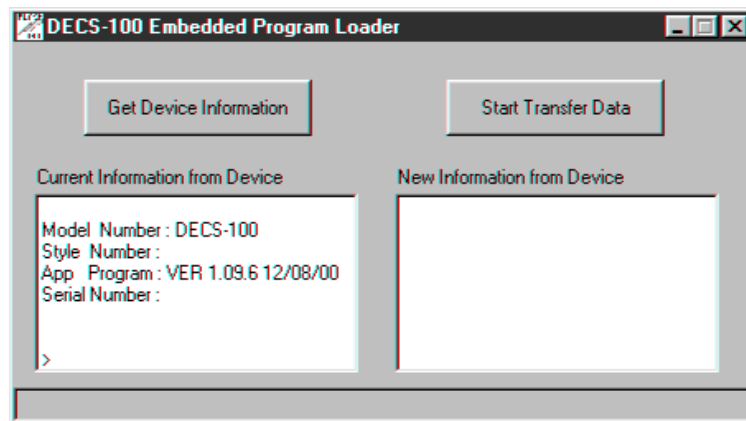 DECS-100 Embedded Program Loader
Get Device Information
Start Transfer Data
Current Information from Device
New Information from Device
Model Number : DECS-100
Style Number :
App Program : VER 1.09.6 12/08/00
Serial Number :
>